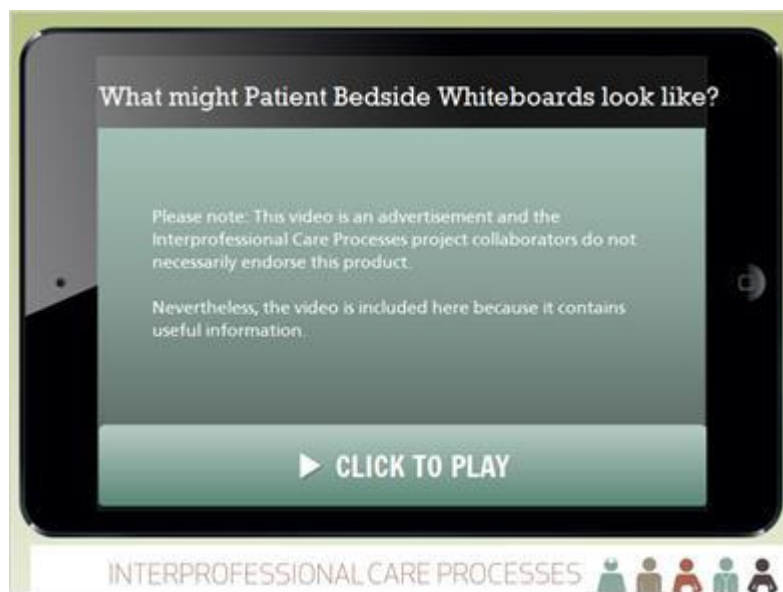 What might Patient Bedside Whiteboards look like?
Please note: This video is an advertisement and the
Interprofessional Care Processes project collaborators do not
necessarily endorse this product.
Nevertheless, the video is included here because it contains
useful information.
CLICK TO PLAY
INTERPROFESSIONAL CARE PROCESSES